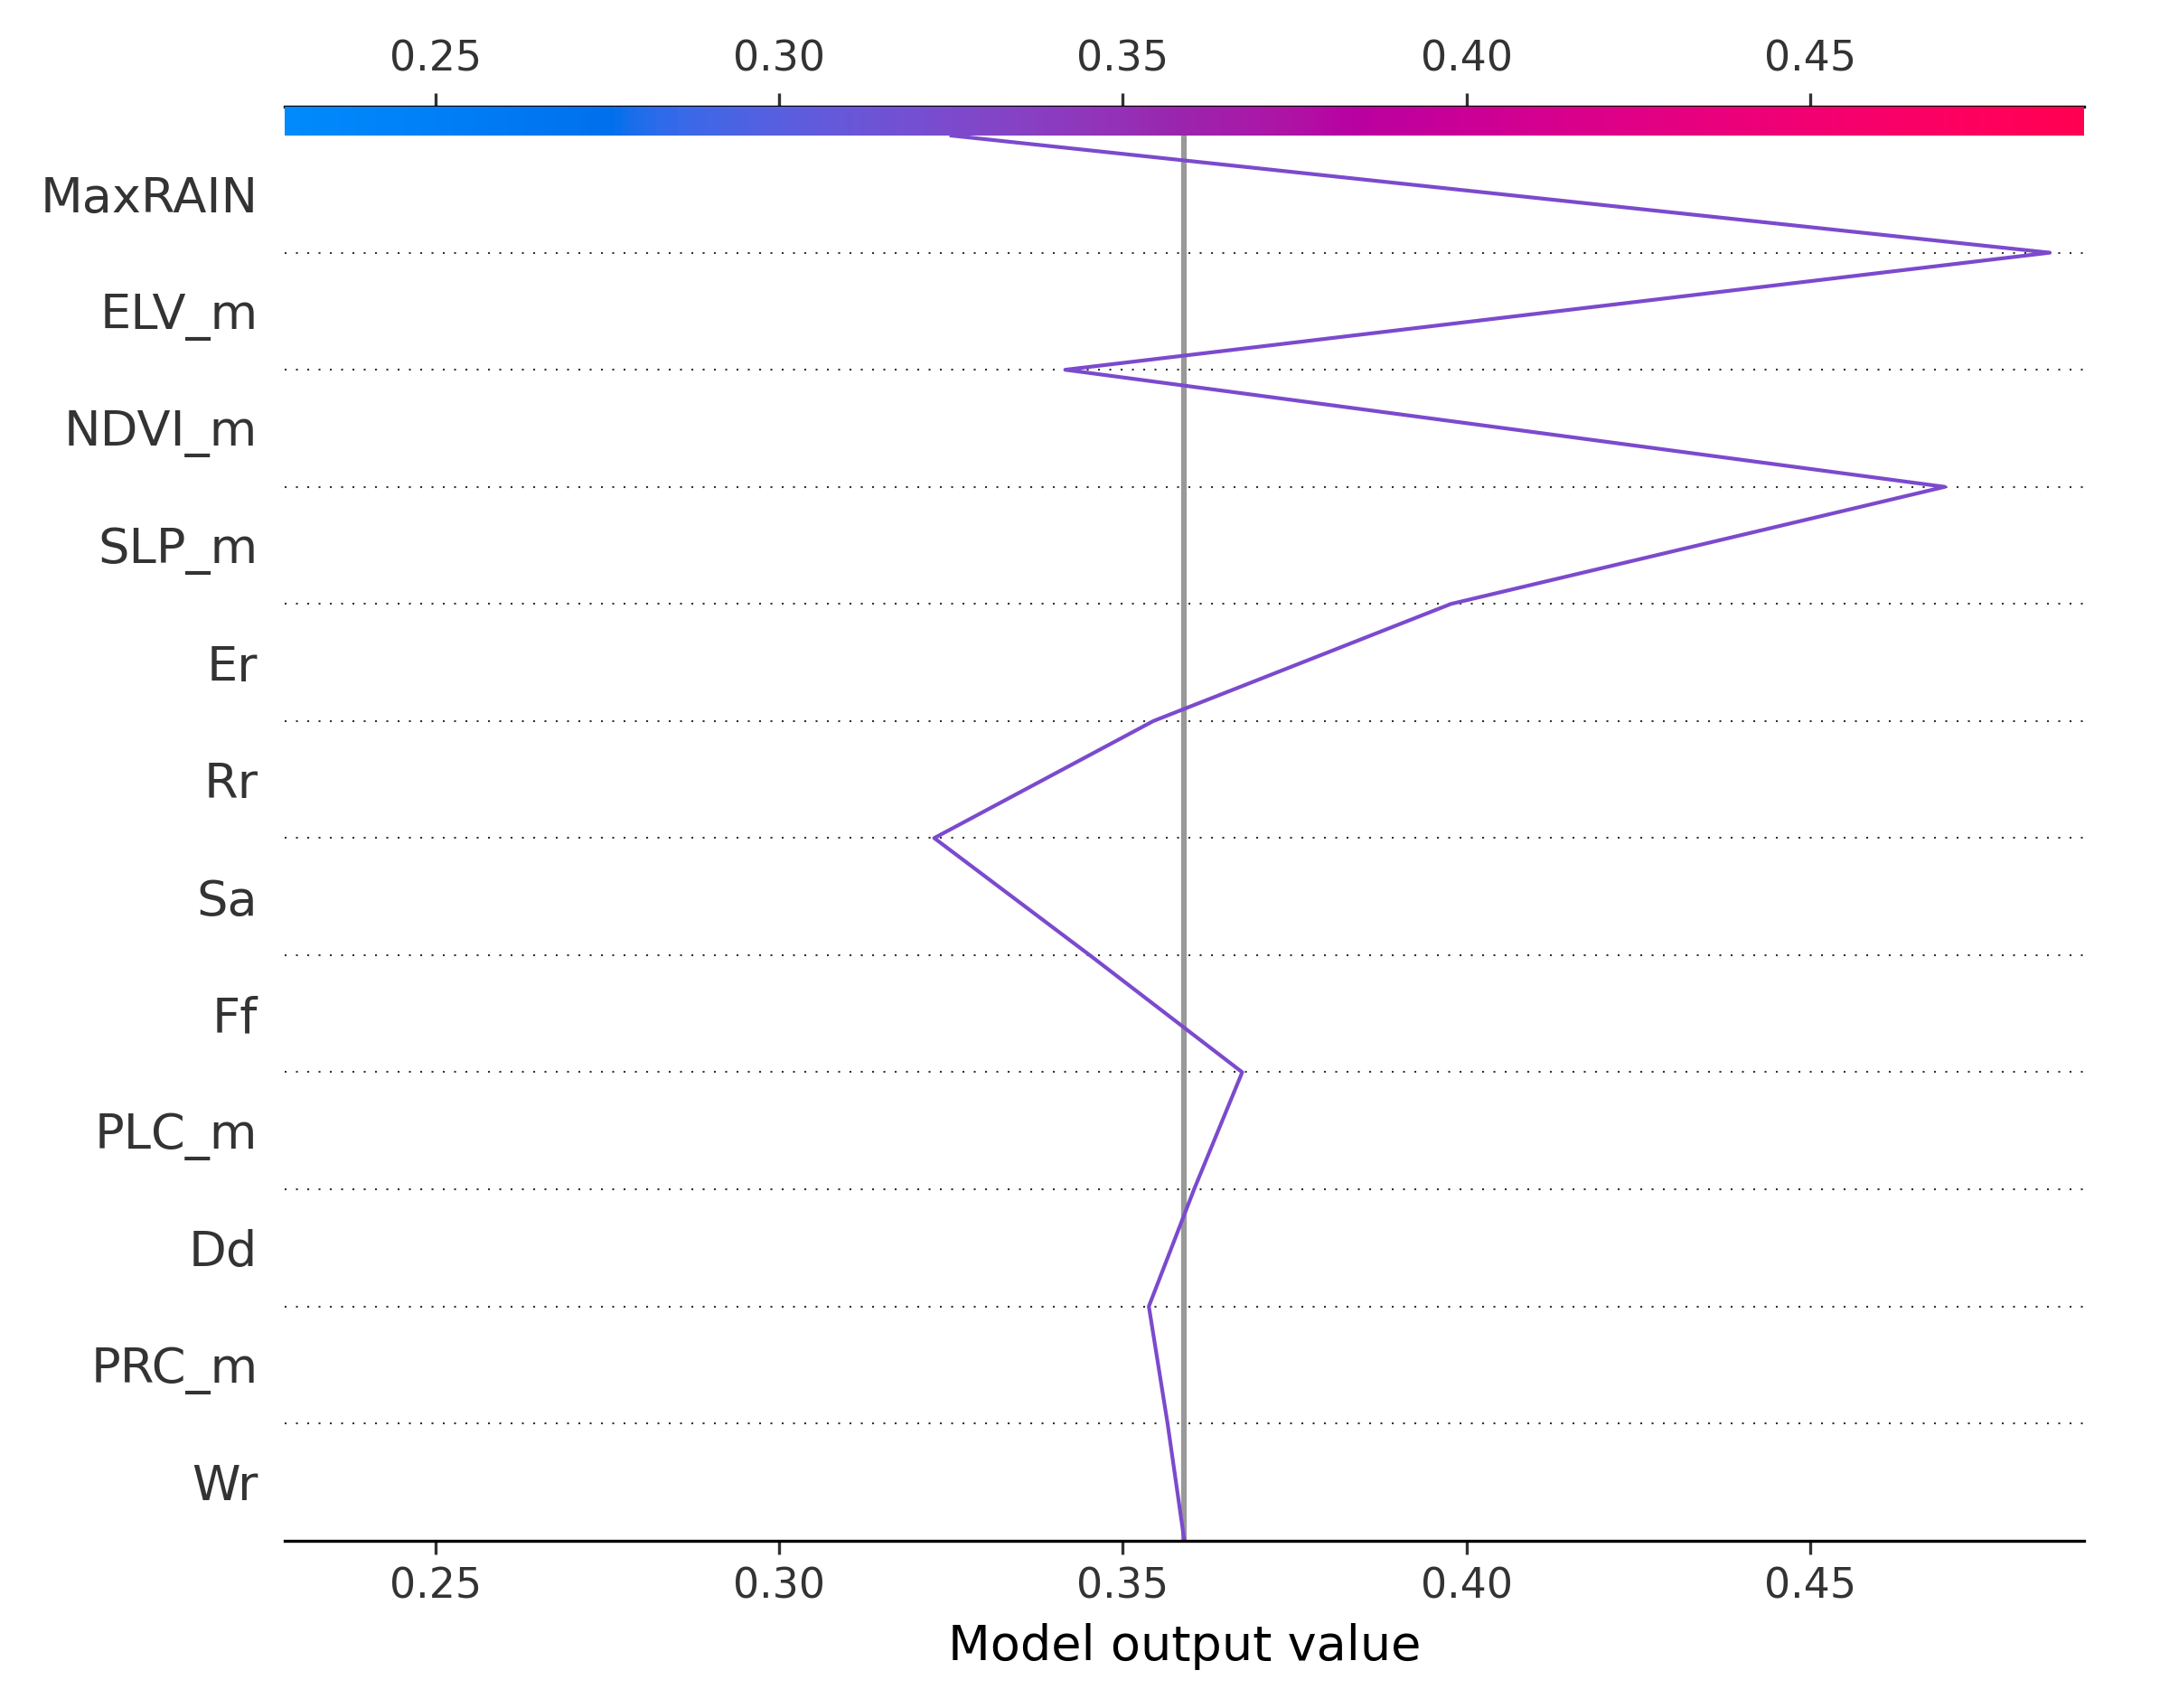 0.25 0.30 0.35 0.40 0.45
MaxRAIN
ELV_m
NDVI_m
SLP_m
Er
Rr
Sa
Ff
PLC_m
Dd
PRC_m
Wr
0.25 0.30 0.35 0.40 0.45
Model output value